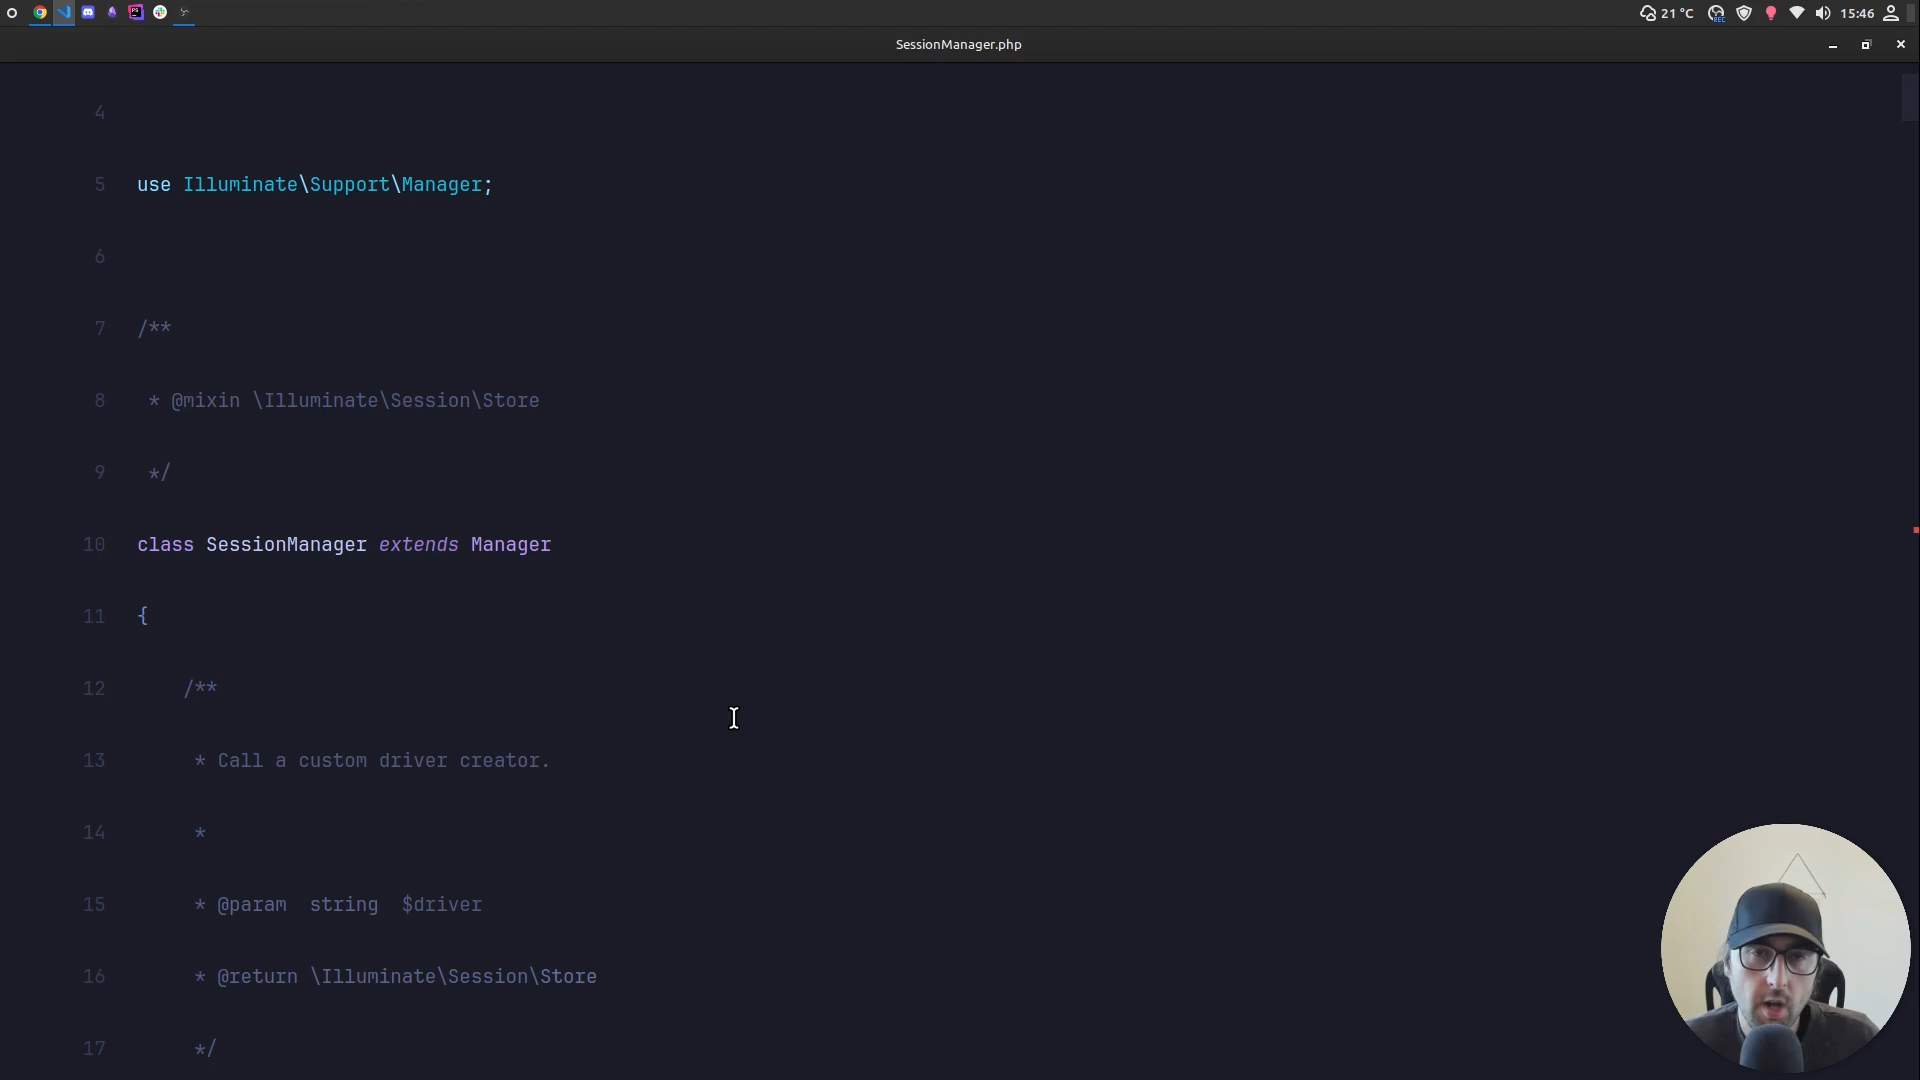 21 °C
REC
15:46
SessionManager.php
4
5 use Illuminate\Support\Manager;
6
7 /**
8 * @mixin \Illuminate\Session\Store
9 */
10 class SessionManager extends Manager
11 {
12 /**
13 * Call a custom driver creator.
14 *
15 * @param  string  $driver
16 * @return \Illuminate\Session\Store
17 */